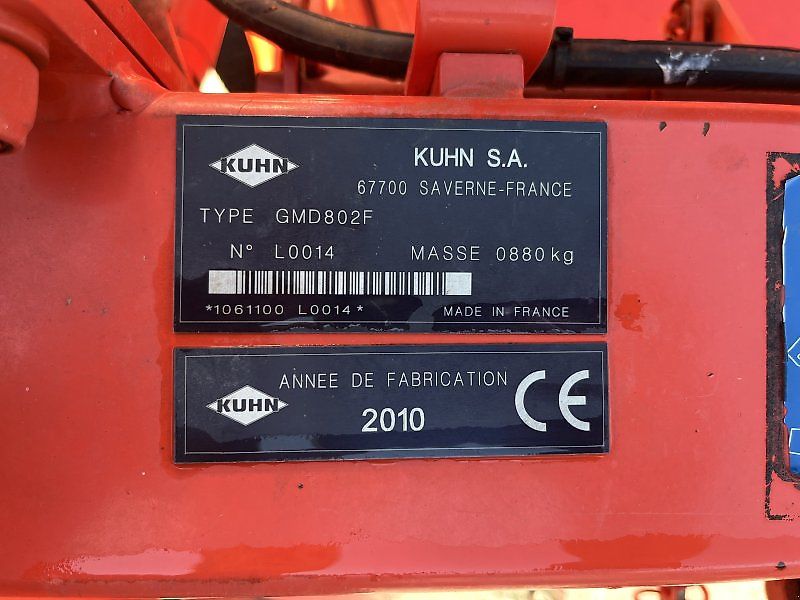 KUHN
KUHN S.A.
67700 SAVERNE-FRANCE
TYPE GMD802F
N° L0014 MASSE 0880kg
*1061100 L0014*
MADE IN FRANCE
KUHN
ANNEE DE FABRICATION
2010
CE